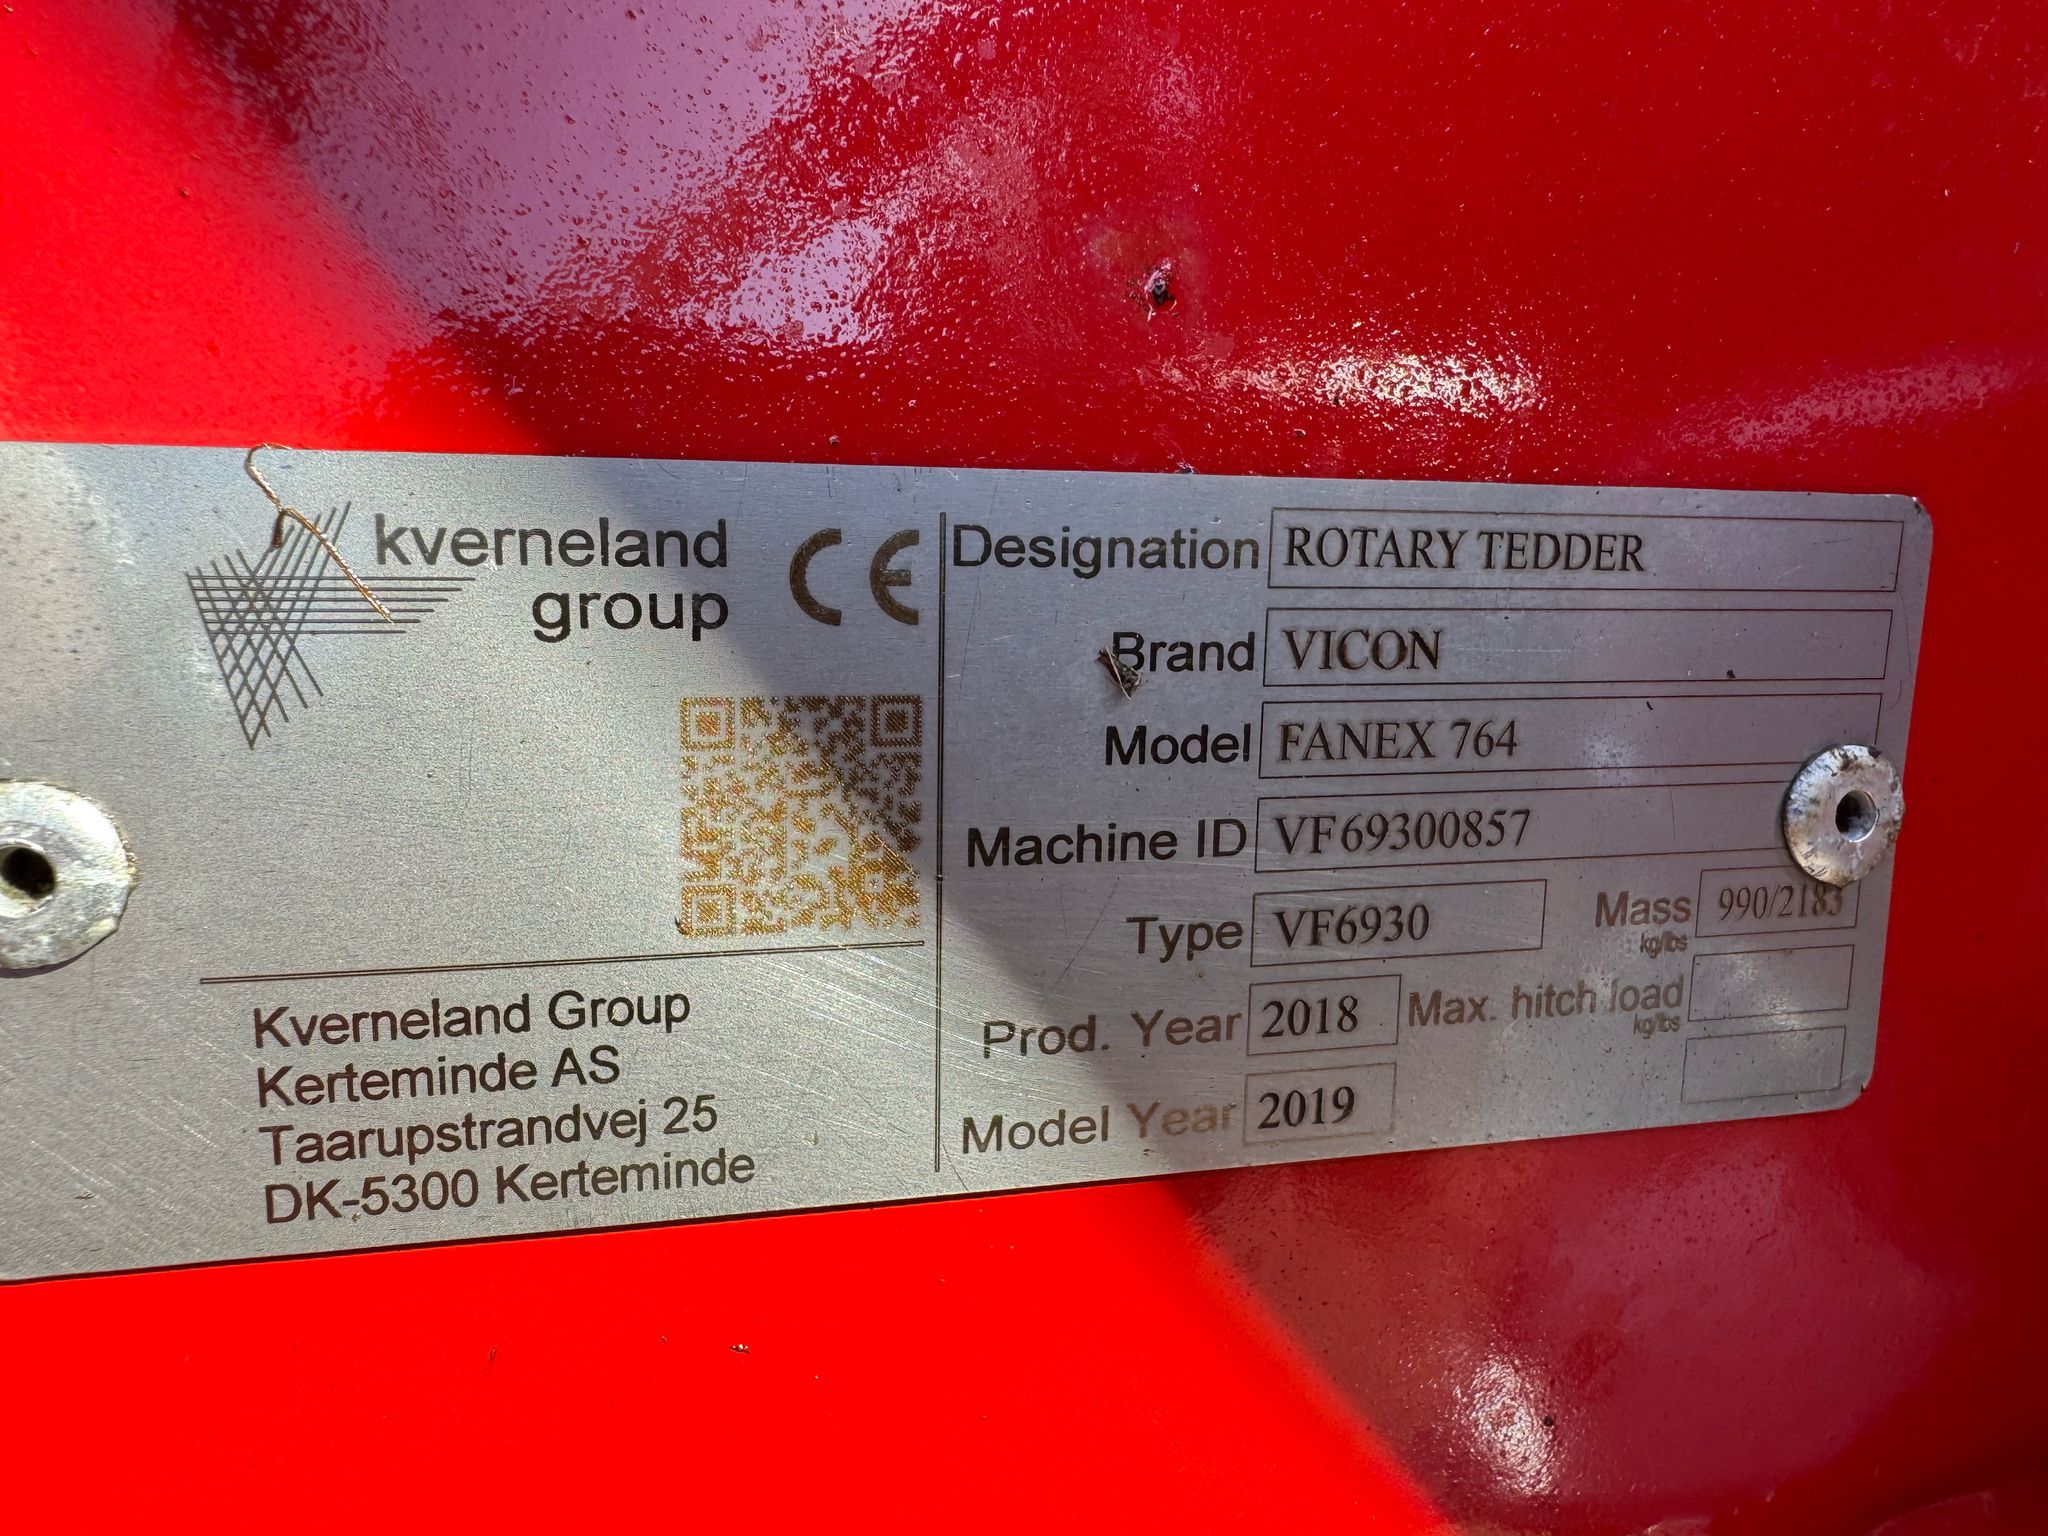 kverneland
group
CE
Kverneland Group
Kerteminde AS
Taarupstrandvej 25
DK-5300 Kerteminde
Designation ROTARY TEDDER
Brand VICON
Model FANEX 764
Machine ID VF69300857
Type VF6930 Mass kg/lbs 990/2183
Prod. Year 2018 Max. hitch load kg/lbs
Model Year 2019